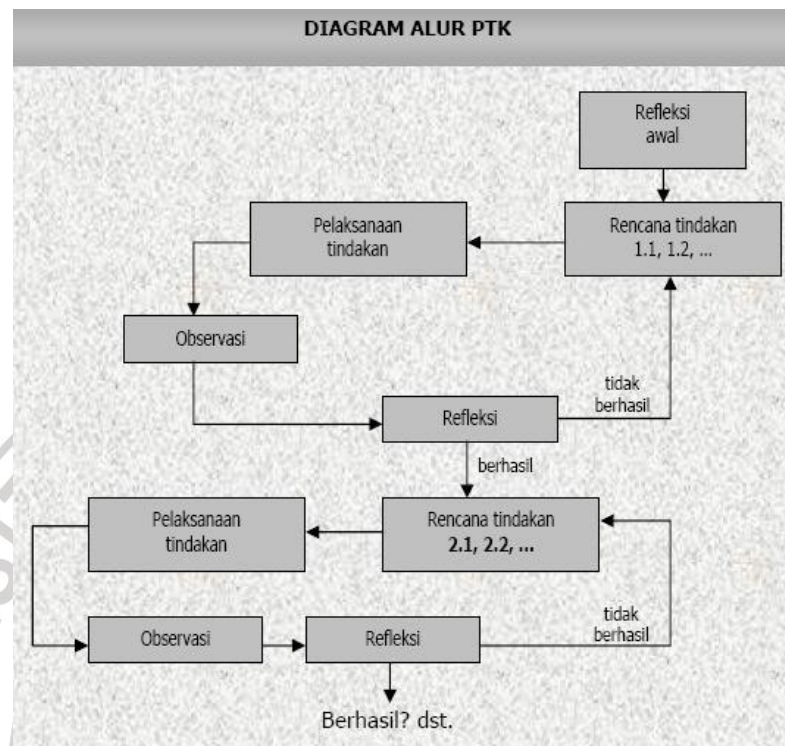 DIAGRAM ALUR PTK
Refleksi
awal
Rencana tindakan
1.1, 1.2, ...
Pelaksanaan
tindakan
Observasi
Refleksi
tidak
berhasil
berhasil
Rencana tindakan
2.1, 2.2, ...
Pelaksanaan
tindakan
Observasi
Refleksi
tidak
berhasil
Berhasil? dst.